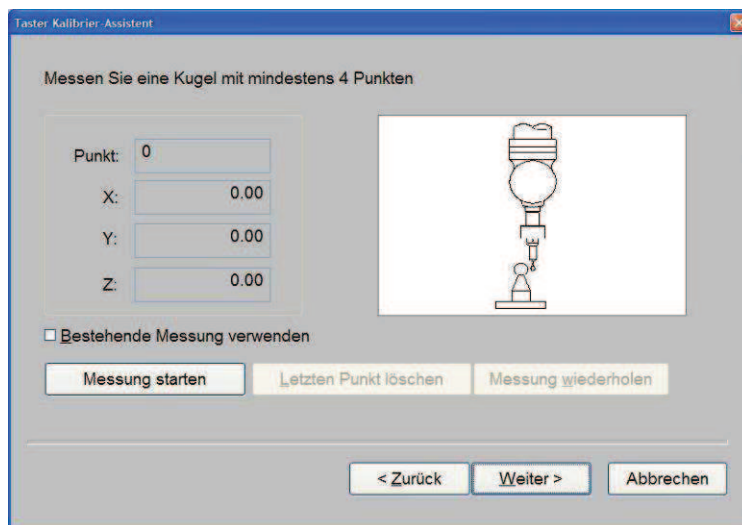 Taster Kalibrier-Assistent
Messen Sie eine Kugel mit mindestens 4 Punkten
Punkt: 0
X: 0.00
Y: 0.00
Z: 0.00
Bestehende Messung verwenden
Messung starten Letzten Punkt löschen Messung wiederholen
< Zurück Weiter > Abbrechen